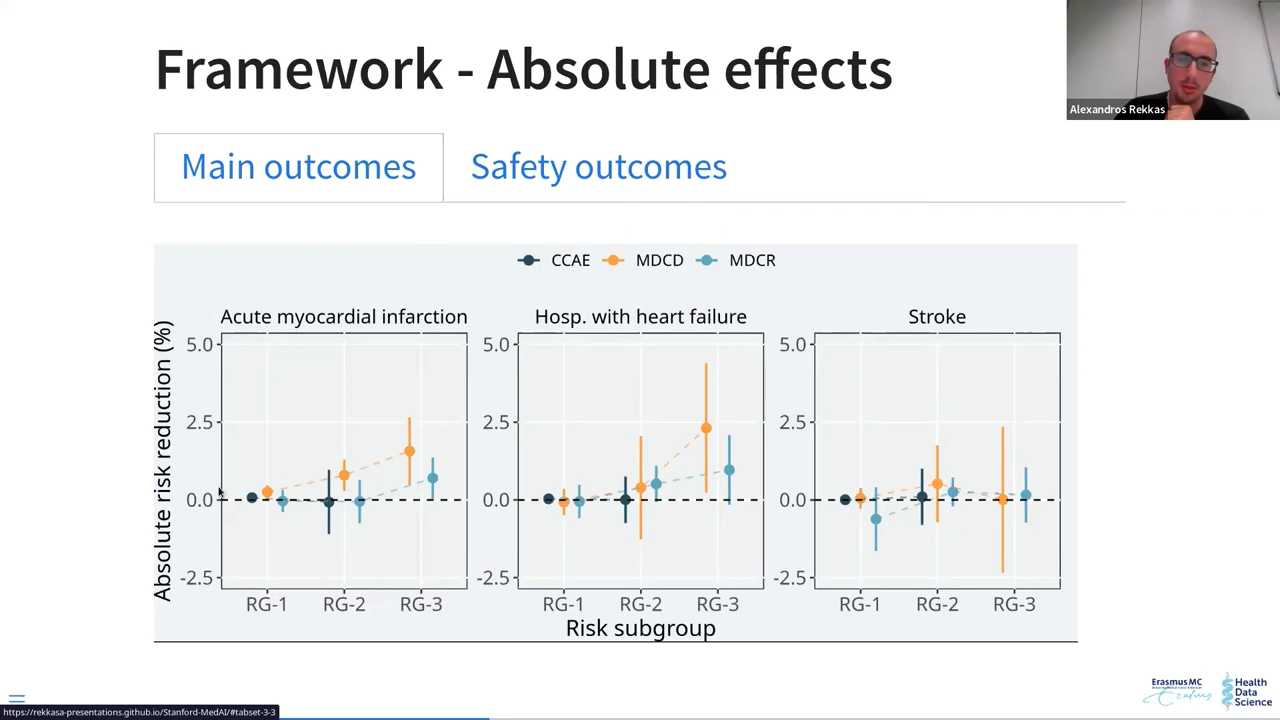 Framework - Absolute effects
Alexandros Rekkas
Main outcomes
Safety outcomes
CCAE MDCD MDCR
Acute myocardial infarction
Hosp. with heart failure
Stroke
Absolute risk reduction (%)
5.0
2.5
0.0
-2.5
5.0
2.5
0.0
-2.5
5.0
2.5
0.0
-2.5
RG-1 RG-2 RG-3
RG-1 RG-2 RG-3
RG-1 RG-2 RG-3
Risk subgroup
Erasmus MC
Erasmus
Health
Data
Science
https://rekkasa-presentations.github.io/Stanford-MedAI/#tabset-3-3